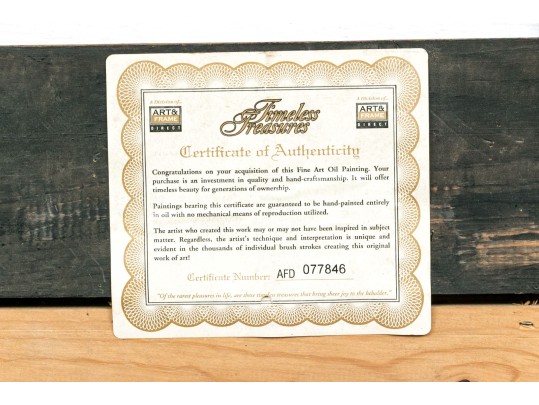 A Division of:
ART&
FRAME
DIRECT
Timeless
Treasures
A Division of:
ART&
FRAME
DIRECT
Certificate of Authenticity
Congratulations on your acquisition of this Fine Art Oil Painting. Your
purchase is an investment in quality and hand-craftsmanship. It will offer
timeless beauty for generations of ownership.
Paintings bearing this certificate are guaranteed to be hand-painted entirely
in oil with no mechanical means of reproduction utilized.
The artist who created this work may or may not have been inspired in subject
matter. Regardless, the artist's technique and interpretation is unique and
evident in the thousands of individual brush strokes creating this original
work of art!
Certificate Number: AFD 077846
"Of the rarest pleasures in life, are these timeless treasures that bring sheer joy to the beholder."